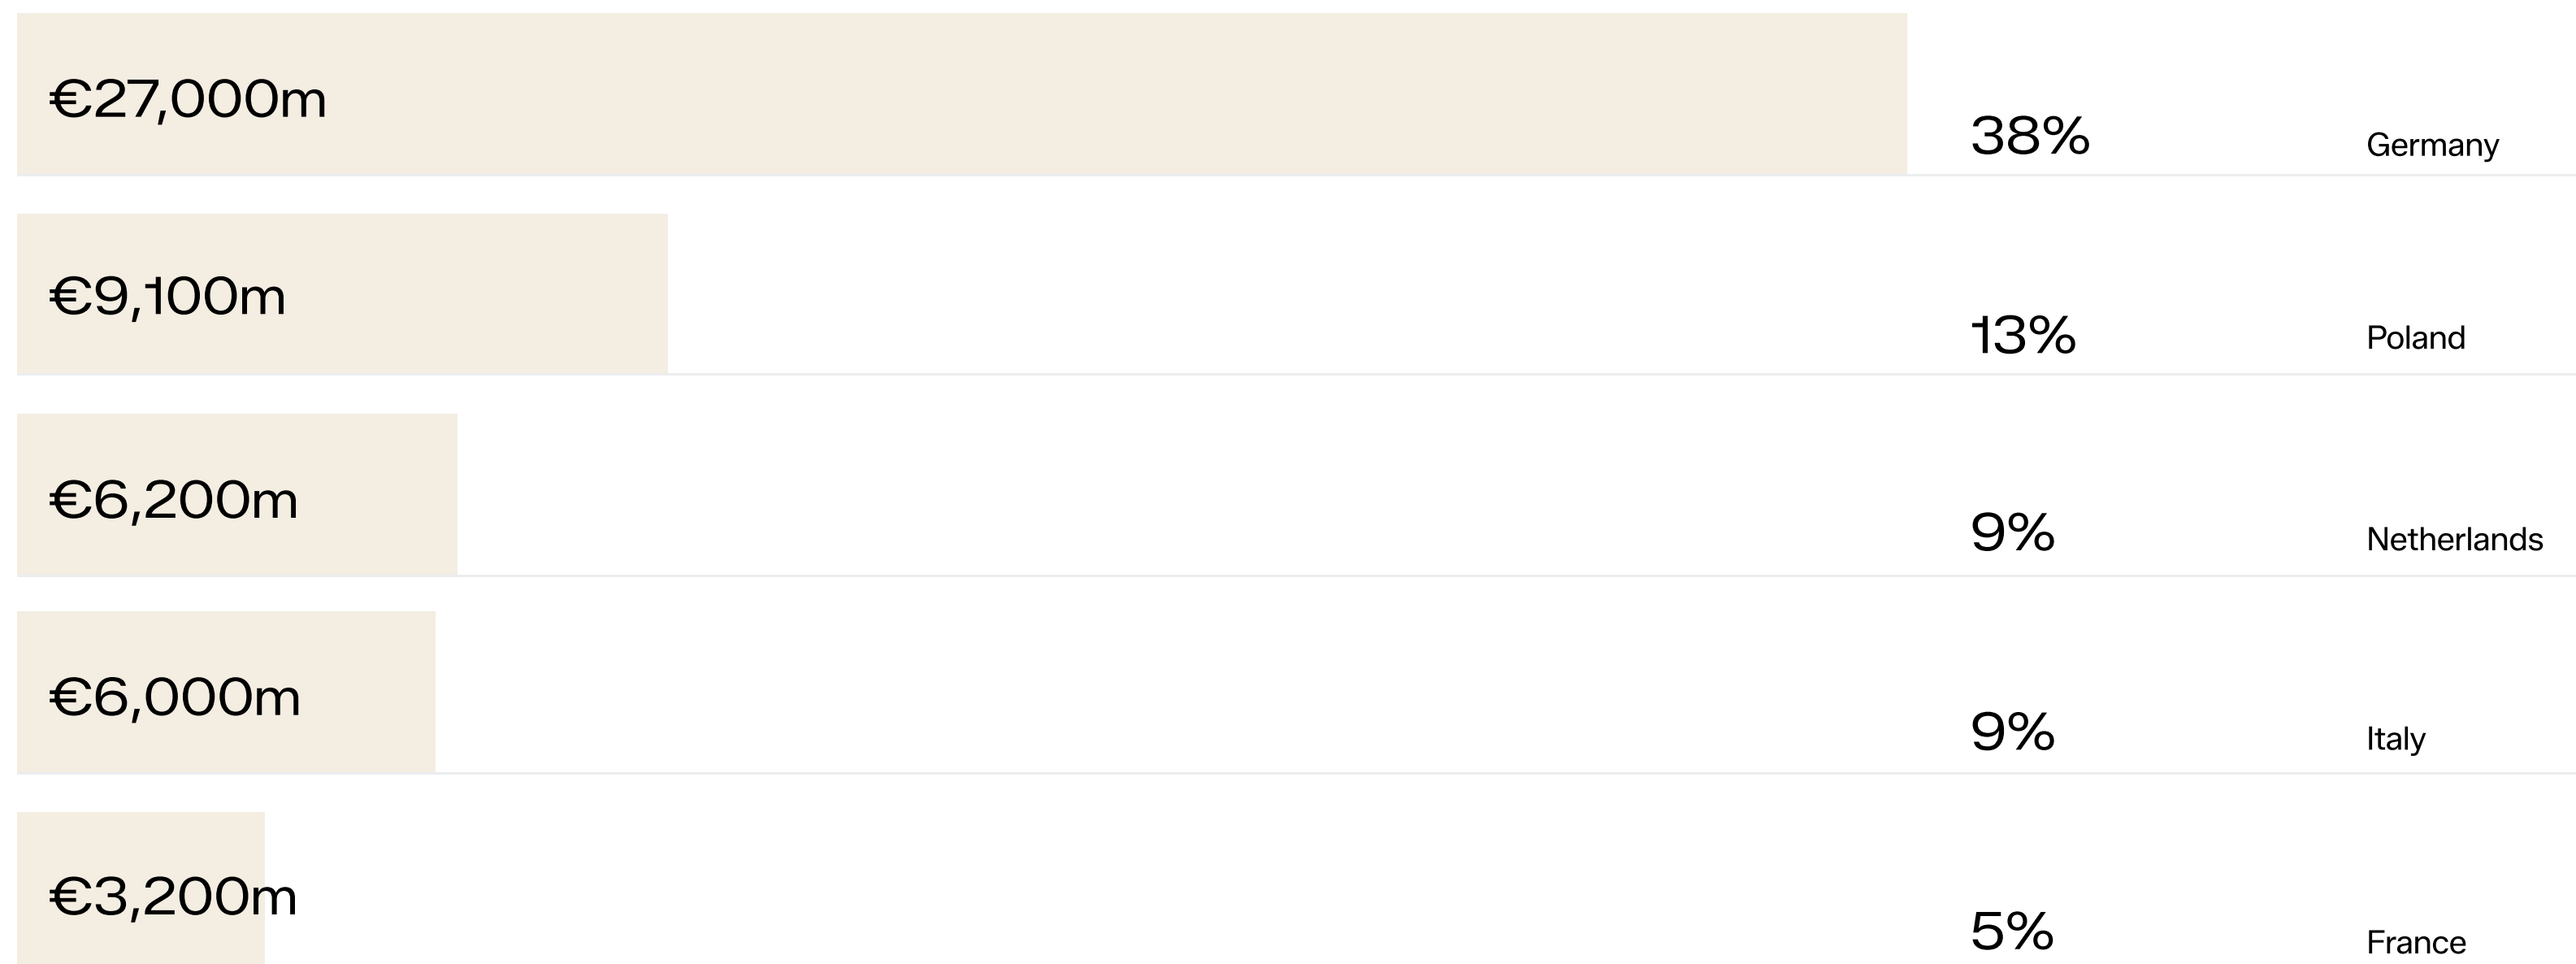 €27,000m 38% Germany
€9,100m 13% Poland
€6,200m 9% Netherlands
€6,000m 9% Italy
€3,200m 5% France